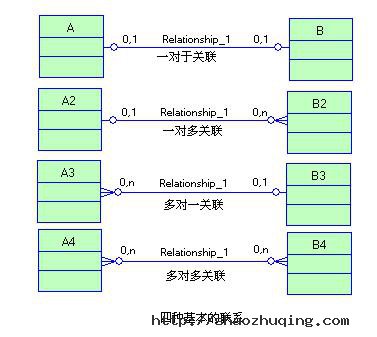 A 0,1 Relationship_1 0,1 B
一对于关联
A2 0,1 Relationship_1 0,n B2
一对多关联
A3 0,n Relationship_1 0,1 B3
多对一关联
A4 0,n Relationship_1 0,n B4
多对多关联
四种基本的联系
http://zhaozhuqing.com